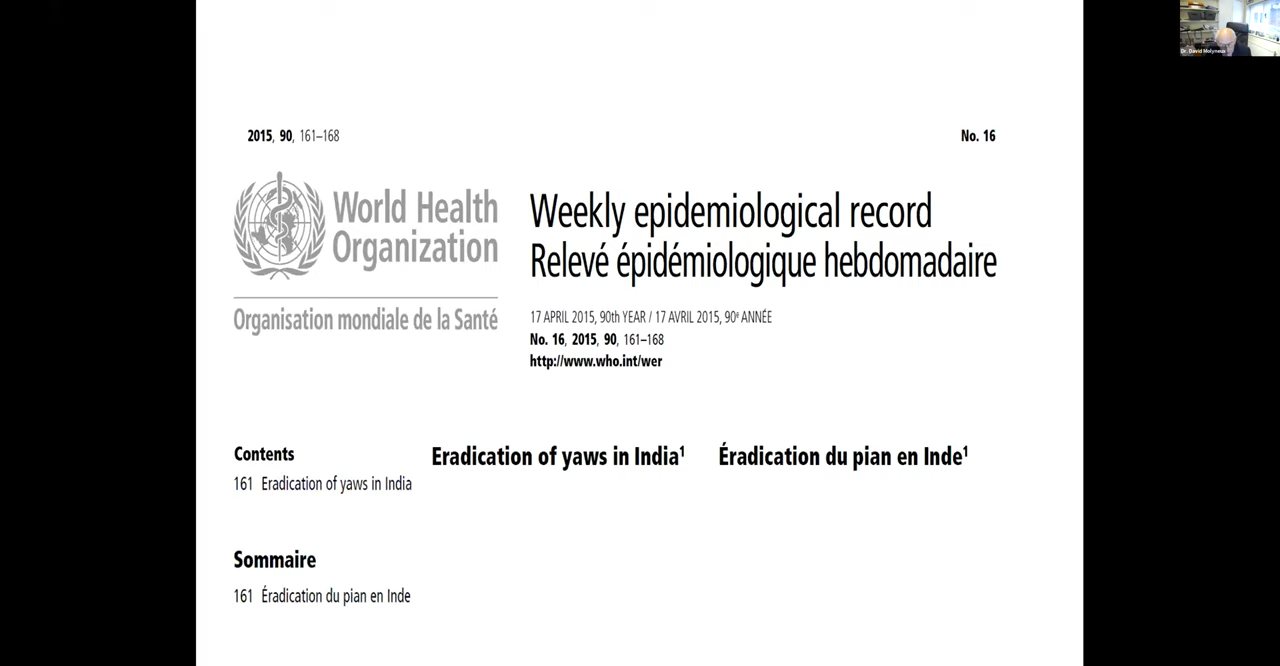 2015, 90, 161–168
No. 16
World Health
Organization
Organisation mondiale de la Santé
Weekly epidemiological record
Relevé épidémiologique hebdomadaire
17 APRIL 2015, 90th YEAR / 17 AVRIL 2015, 90e ANNÉE
No. 16, 2015, 90, 161–168
http://www.who.int/wer
Contents
161 Eradication of yaws in India
Sommaire
161 Éradication du pian en Inde
Eradication of yaws in India¹
Éradication du pian en Inde¹
Dr. David Molyneux